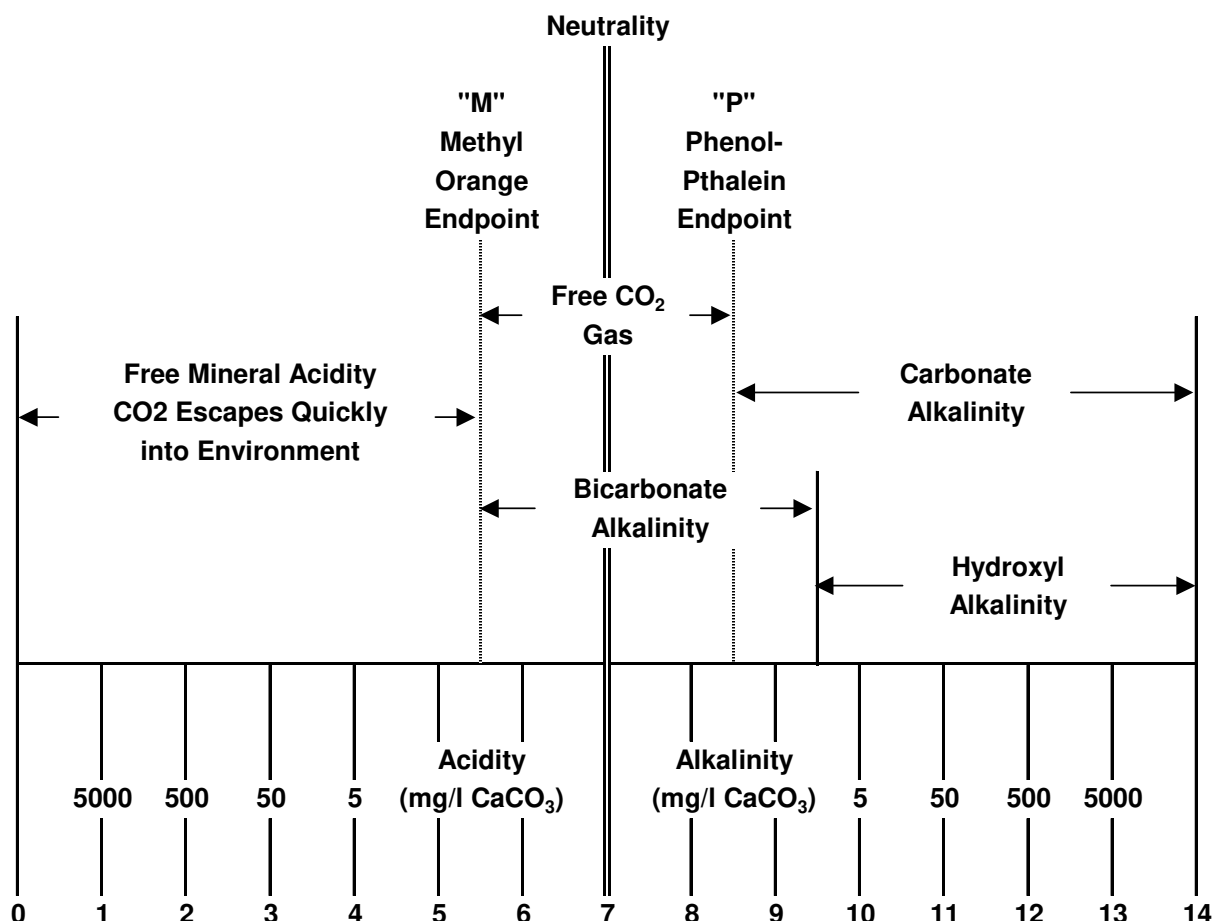 Neutrality
"M"
Methyl
Orange
Endpoint
"P"
Phenol-
Pthalein
Endpoint
Free CO₂
Gas
Free Mineral Acidity
CO2 Escapes Quickly
into Environment
Carbonate
Alkalinity
Bicarbonate
Alkalinity
Hydroxyl
Alkalinity
Acidity
(mg/l CaCO₃)
Alkalinity
(mg/l CaCO₃)
5000 500 50 5
5 50 500 5000
0 1 2 3 4 5 6 7 8 9 10 11 12 13 14